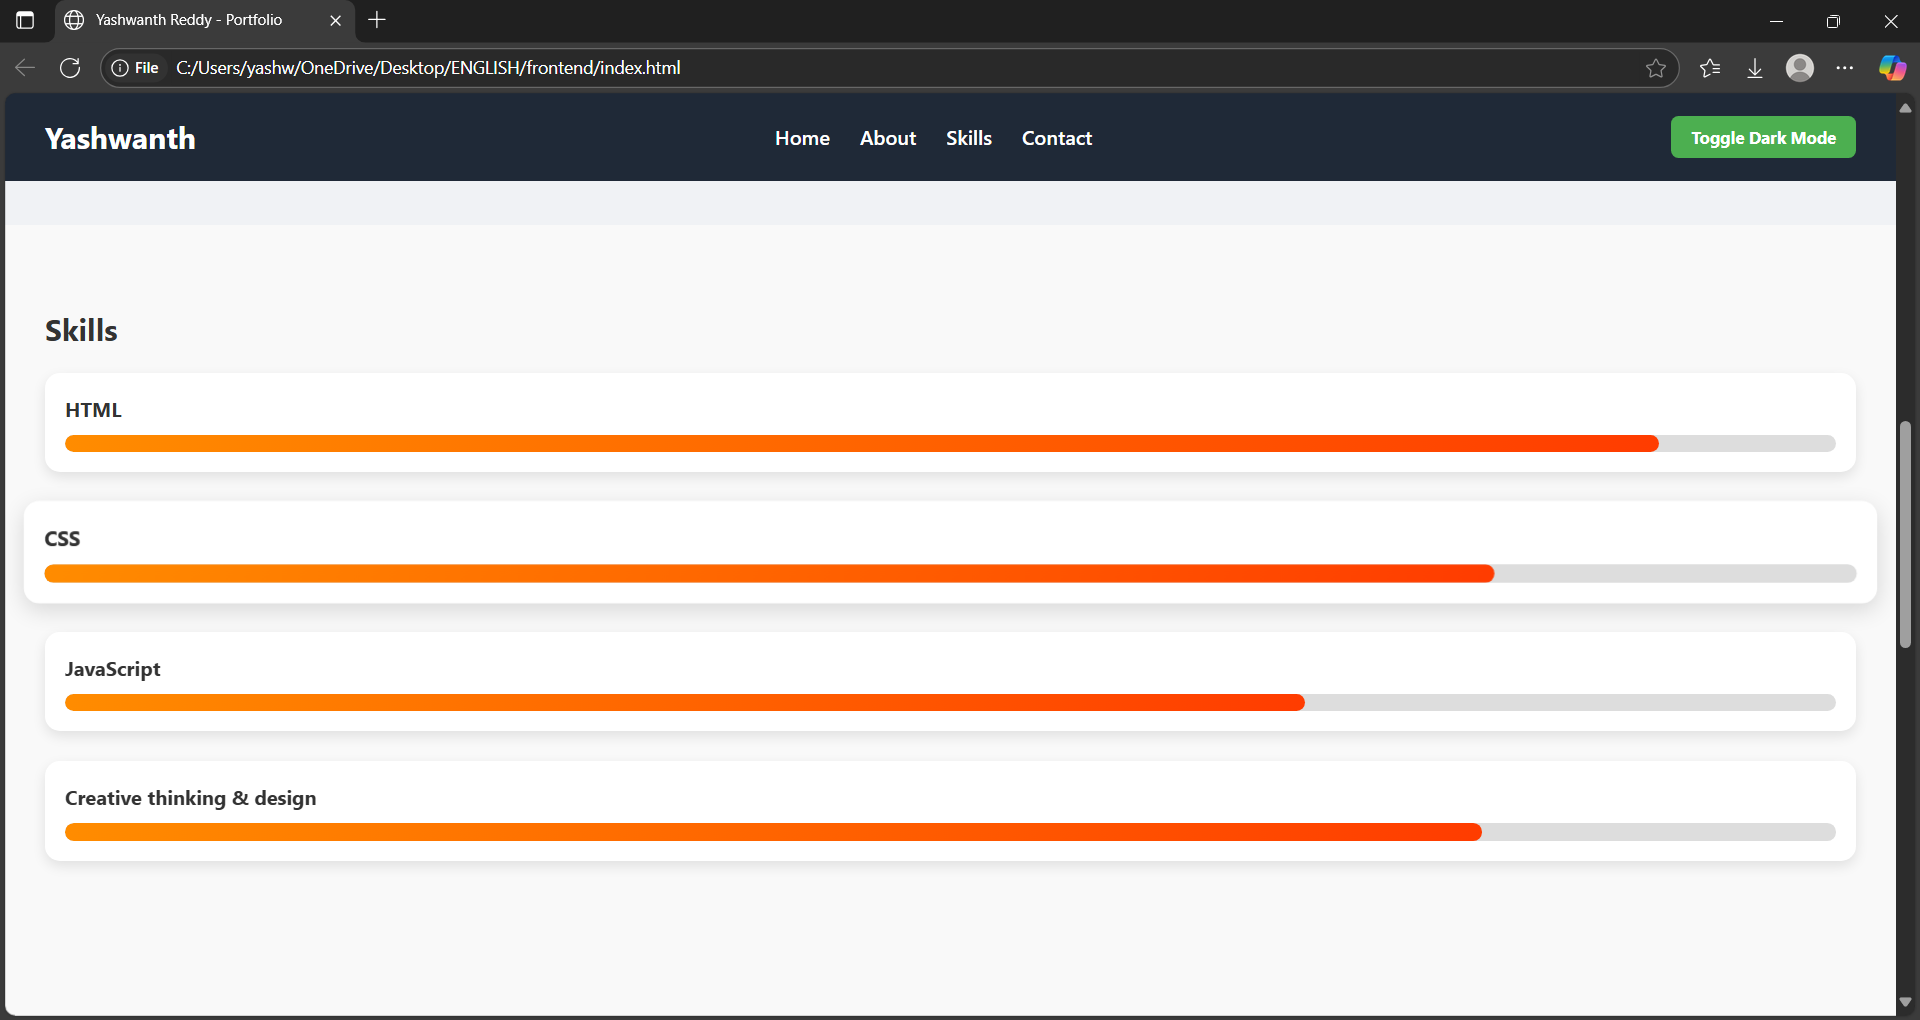 Yashwanth Reddy - Portfolio
File C:/Users/yashw/OneDrive/Desktop/ENGLISH/frontend/index.html
Yashwanth Home About Skills Contact Toggle Dark Mode
Skills
HTML
CSS
JavaScript
Creative thinking & design